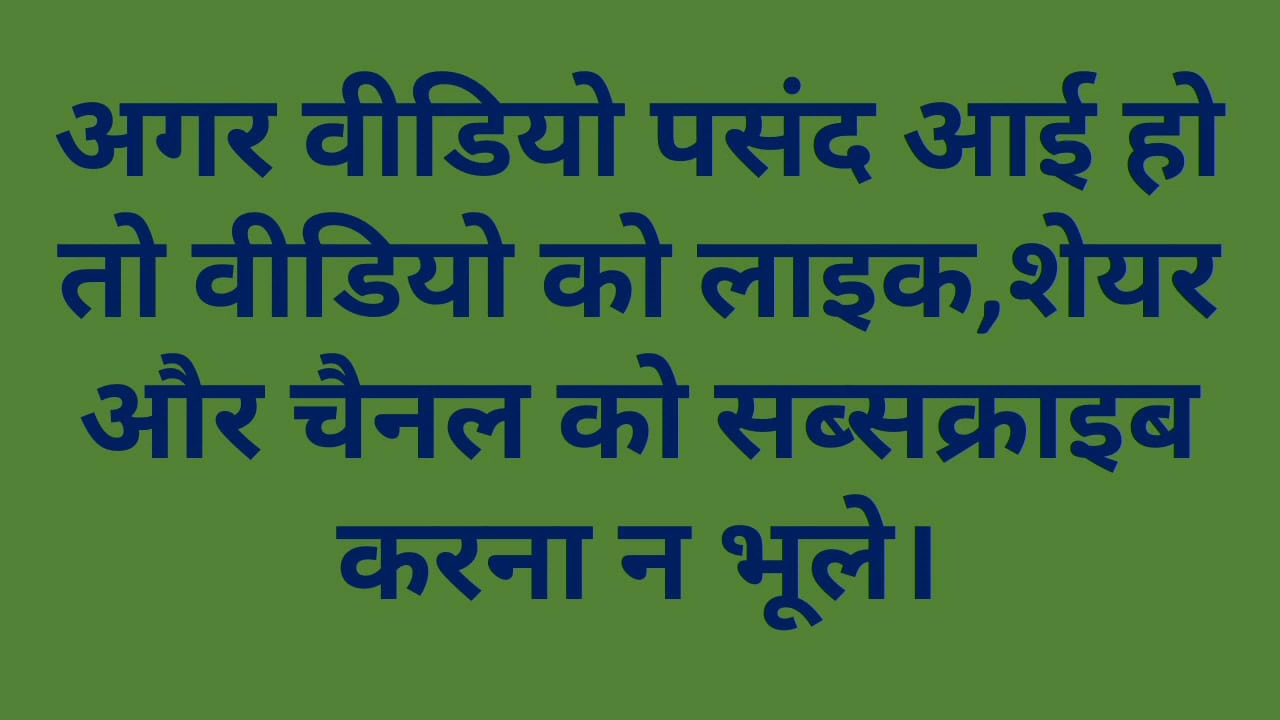 अगर वीडियो पसंद आई हो
तो वीडियो को लाइक,शेयर
और चैनल को सब्सक्राइब
करना न भूले।